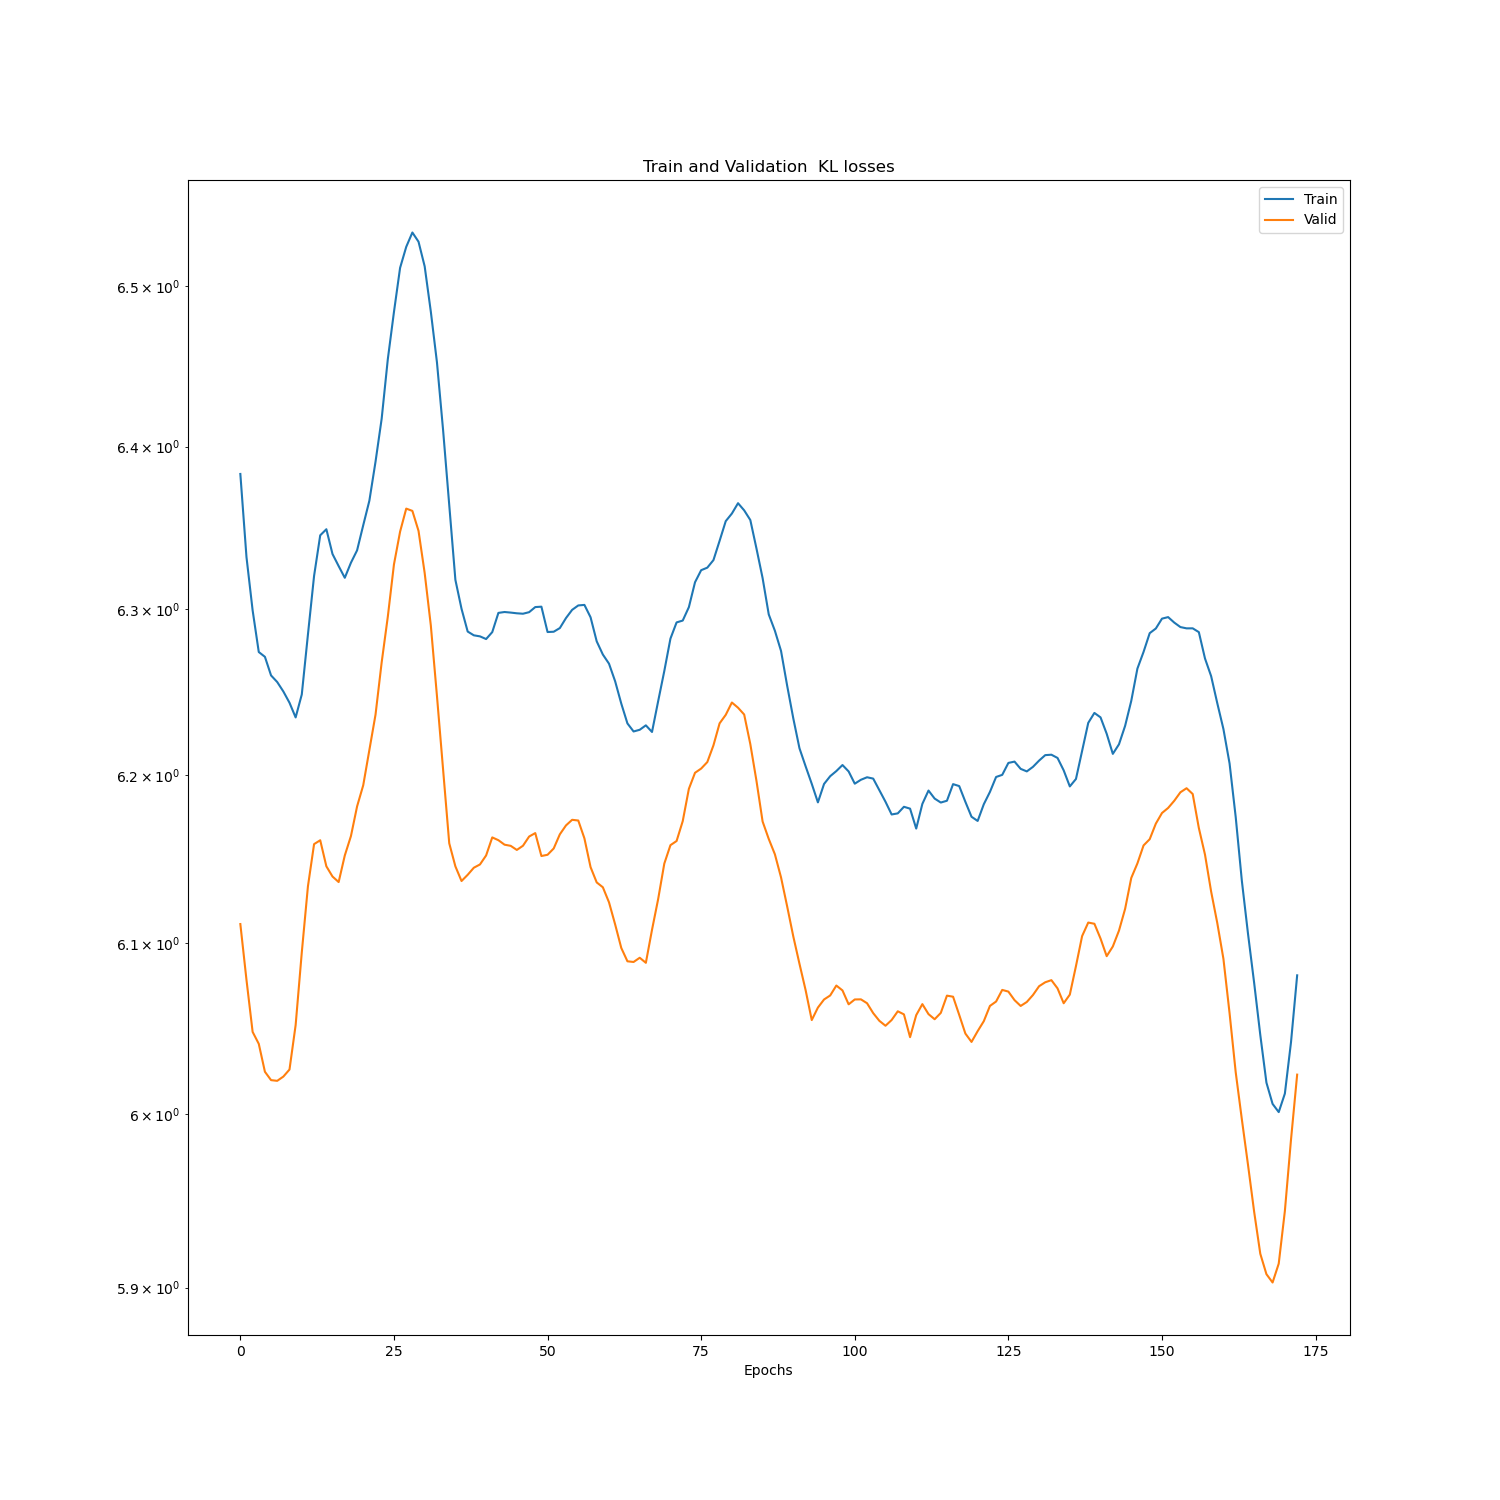 Train and Validation  KL losses
Train
Valid
6.5 × 10⁰
6.4 × 10⁰
6.3 × 10⁰
6.2 × 10⁰
6.1 × 10⁰
6 × 10⁰
5.9 × 10⁰
0 25 50 75 100 125 150 175
Epochs